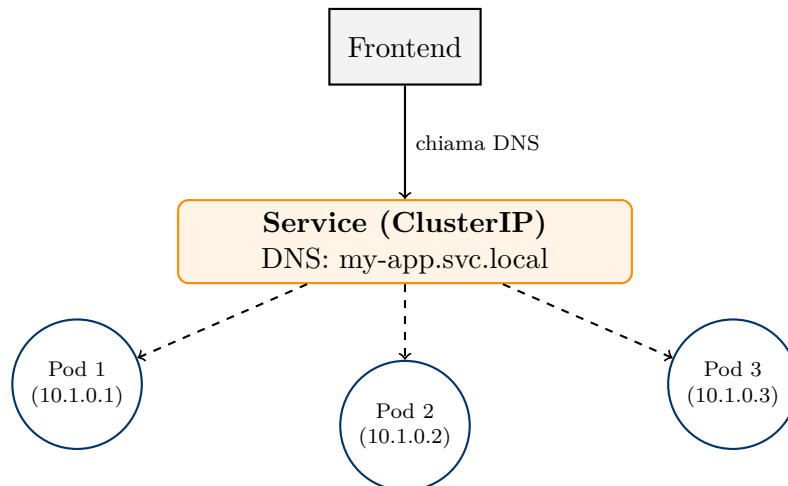 Frontend
chiama DNS
Service (ClusterIP)
DNS: my-app.svc.local
Pod 1
(10.1.0.1)
Pod 2
(10.1.0.2)
Pod 3
(10.1.0.3)